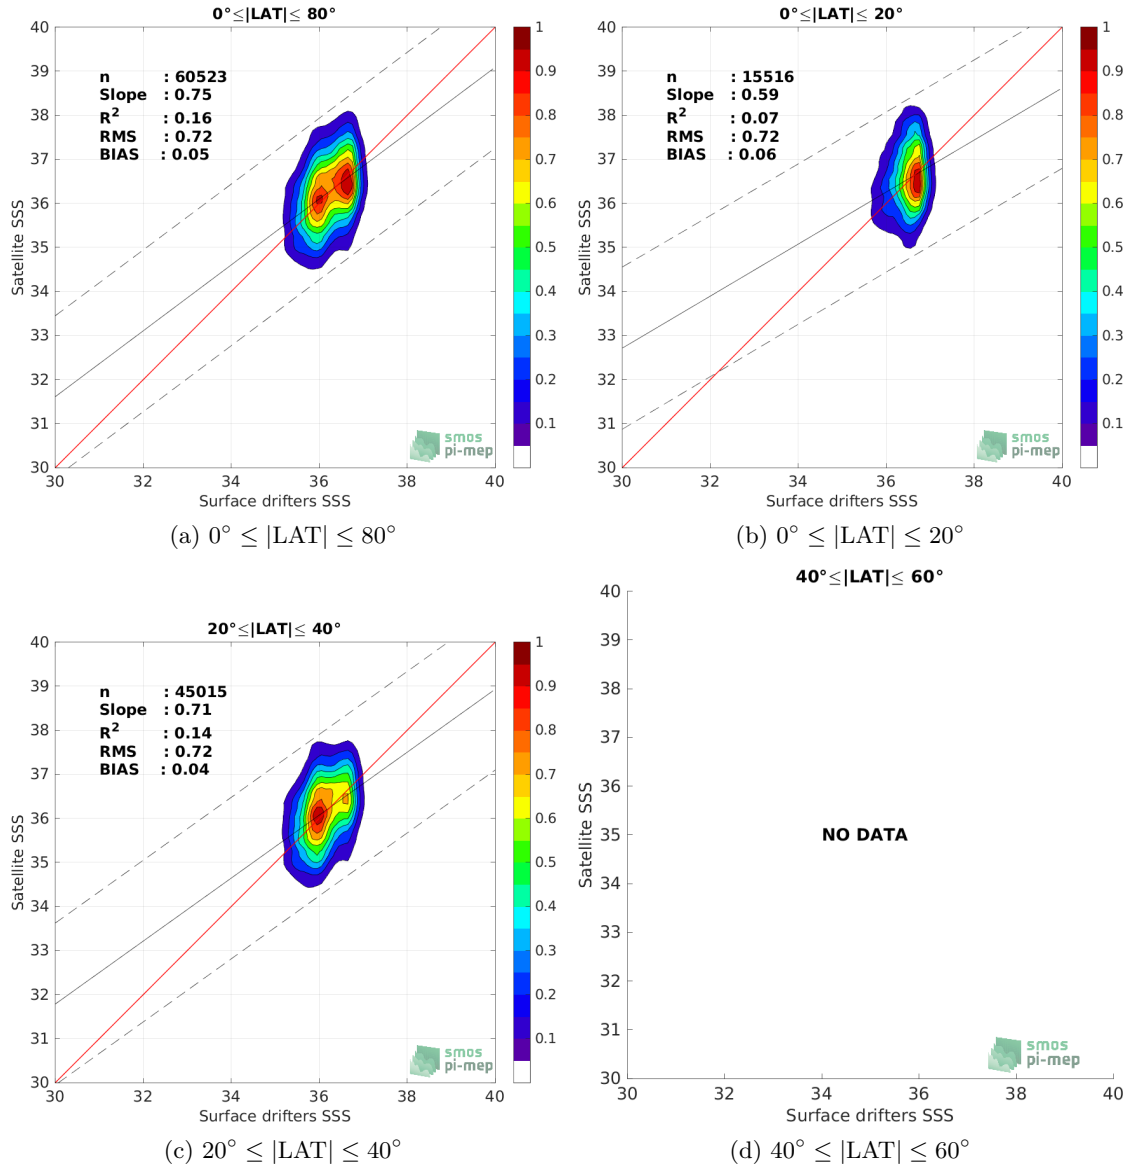 0°≤|LAT|≤ 80°
40
39
38
37
36
35
34
33
32
31
30
Satellite SSS
n : 60523
Slope : 0.75
R² : 0.16
RMS : 0.72
BIAS : 0.05
smos
pi-mep
30 32 34 36 38 40
Surface drifters SSS
1
0.9
0.8
0.7
0.6
0.5
0.4
0.3
0.2
0.1
(a) 0° ≤ |LAT| ≤ 80°
0°≤|LAT|≤ 20°
40
39
38
37
36
35
34
33
32
31
30
Satellite SSS
n : 15516
Slope : 0.59
R² : 0.07
RMS : 0.72
BIAS : 0.06
smos
pi-mep
30 32 34 36 38 40
Surface drifters SSS
1
0.9
0.8
0.7
0.6
0.5
0.4
0.3
0.2
0.1
(b) 0° ≤ |LAT| ≤ 20°
20°≤|LAT|≤ 40°
40
39
38
37
36
35
34
33
32
31
30
Satellite SSS
n : 45015
Slope : 0.71
R² : 0.14
RMS : 0.72
BIAS : 0.04
smos
pi-mep
30 32 34 36 38 40
Surface drifters SSS
1
0.9
0.8
0.7
0.6
0.5
0.4
0.3
0.2
0.1
(c) 20° ≤ |LAT| ≤ 40°
40°≤|LAT|≤ 60°
40
39
38
37
36
35
34
33
32
31
30
Satellite SSS
NO DATA
smos
pi-mep
30 32 34 36 38 40
Surface drifters SSS
(d) 40° ≤ |LAT| ≤ 60°